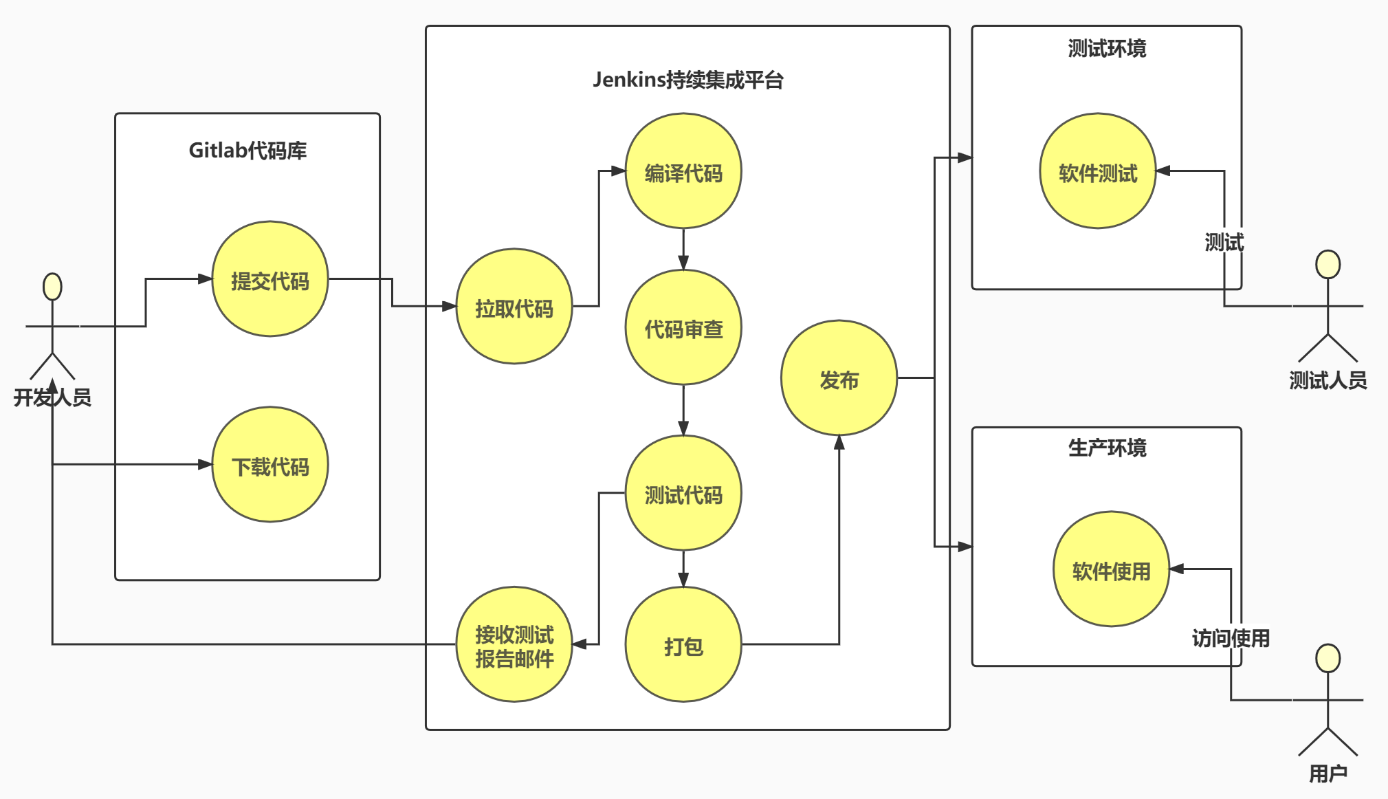 测试环境
Jenkins持续集成平台
Gitlab代码库
编译代码
软件测试
测试
提交代码
拉取代码
代码审查
发布
开发人员
测试人员
下载代码
测试代码
生产环境
软件使用
接收测试
报告邮件
打包
访问使用
用户